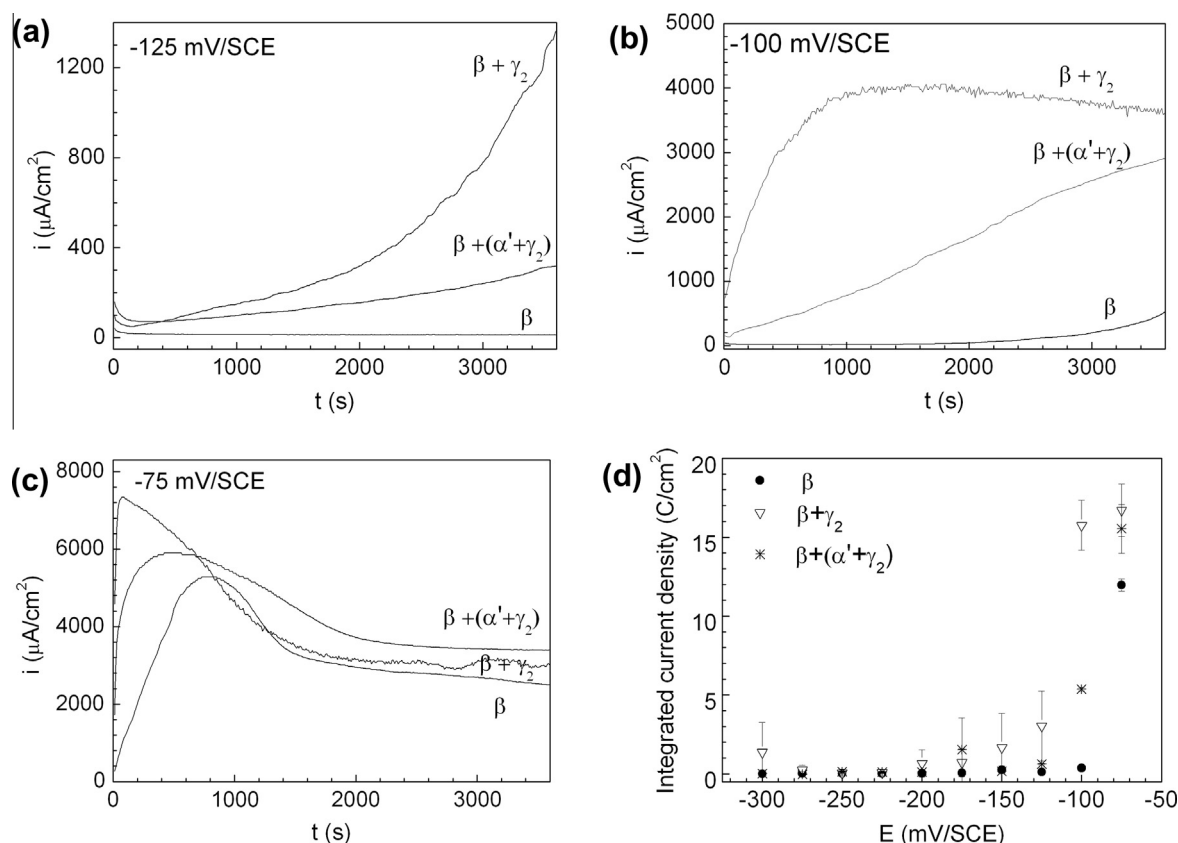 (a)
-125 mV/SCE
β + γ2
β +(α'+γ2)
β
1200
800
400
0
i (μA/cm²)
0 1000 2000 3000
t (s)
(b)
-100 mV/SCE
β + γ2
β +(α'+γ2)
β
5000
4000
3000
2000
1000
0
i (μA/cm²)
0 1000 2000 3000
t (s)
(c)
-75 mV/SCE
β +(α'+γ2)
β + γ2
β
8000
6000
4000
2000
0
i (μA/cm²)
0 1000 2000 3000
t (s)
(d)
β
β+γ2
β+(α'+γ2)
20
15
10
5
0
Integrated current density (C/cm²)
-300 -250 -200 -150 -100 -50
E (mV/SCE)